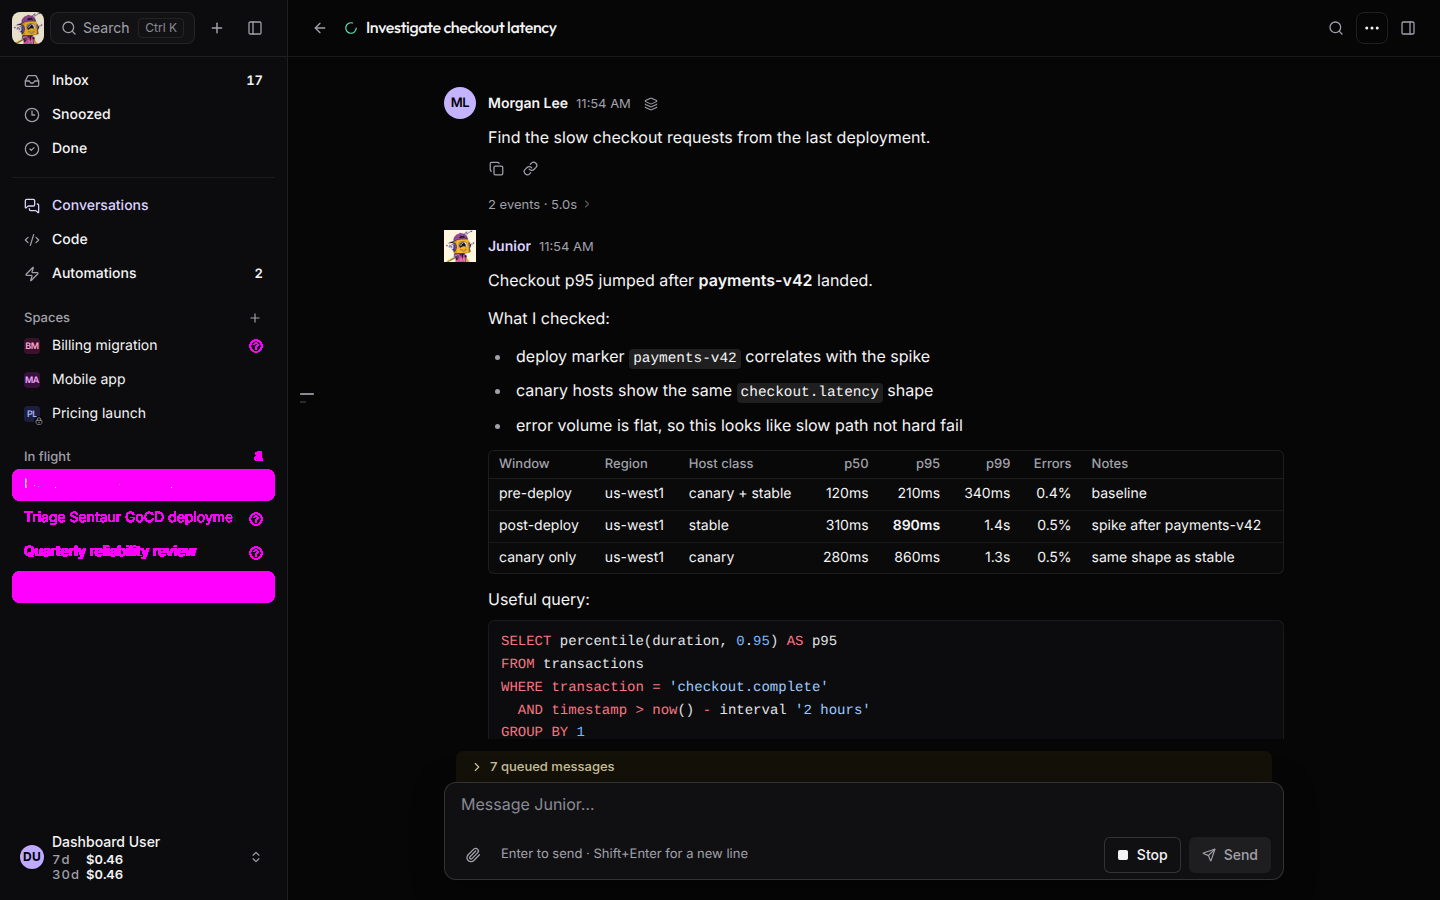 Search Ctrl K
Inbox 17
Snoozed
Done
Conversations
Code
Automations 2
Spaces
BM Billing migration
MA Mobile app
PL Pricing launch
In flight
Triage Sentaur GoCD deployme
Quarterly reliability review
DU Dashboard User
7d $0.46
30d $0.46
Investigate checkout latency
ML Morgan Lee 11:54 AM
Find the slow checkout requests from the last deployment.
2 events · 5.0s
Junior 11:54 AM
Checkout p95 jumped after payments-v42 landed.
What I checked:
• deploy marker payments-v42 correlates with the spike
• canary hosts show the same checkout.latency shape
• error volume is flat, so this looks like slow path not hard fail
Window Region Host class p50 p95 p99 Errors Notes
pre-deploy us-west1 canary + stable 120ms 210ms 340ms 0.4% baseline
post-deploy us-west1 stable 310ms 890ms 1.4s 0.5% spike after payments-v42
canary only us-west1 canary 280ms 860ms 1.3s 0.5% same shape as stable
Useful query:
SELECT percentile(duration, 0.95) AS p95
FROM transactions
WHERE transaction = 'checkout.complete'
AND timestamp > now() - interval '2 hours'
GROUP BY 1
7 queued messages
Message Junior...
Enter to send · Shift+Enter for a new line
Stop
Send